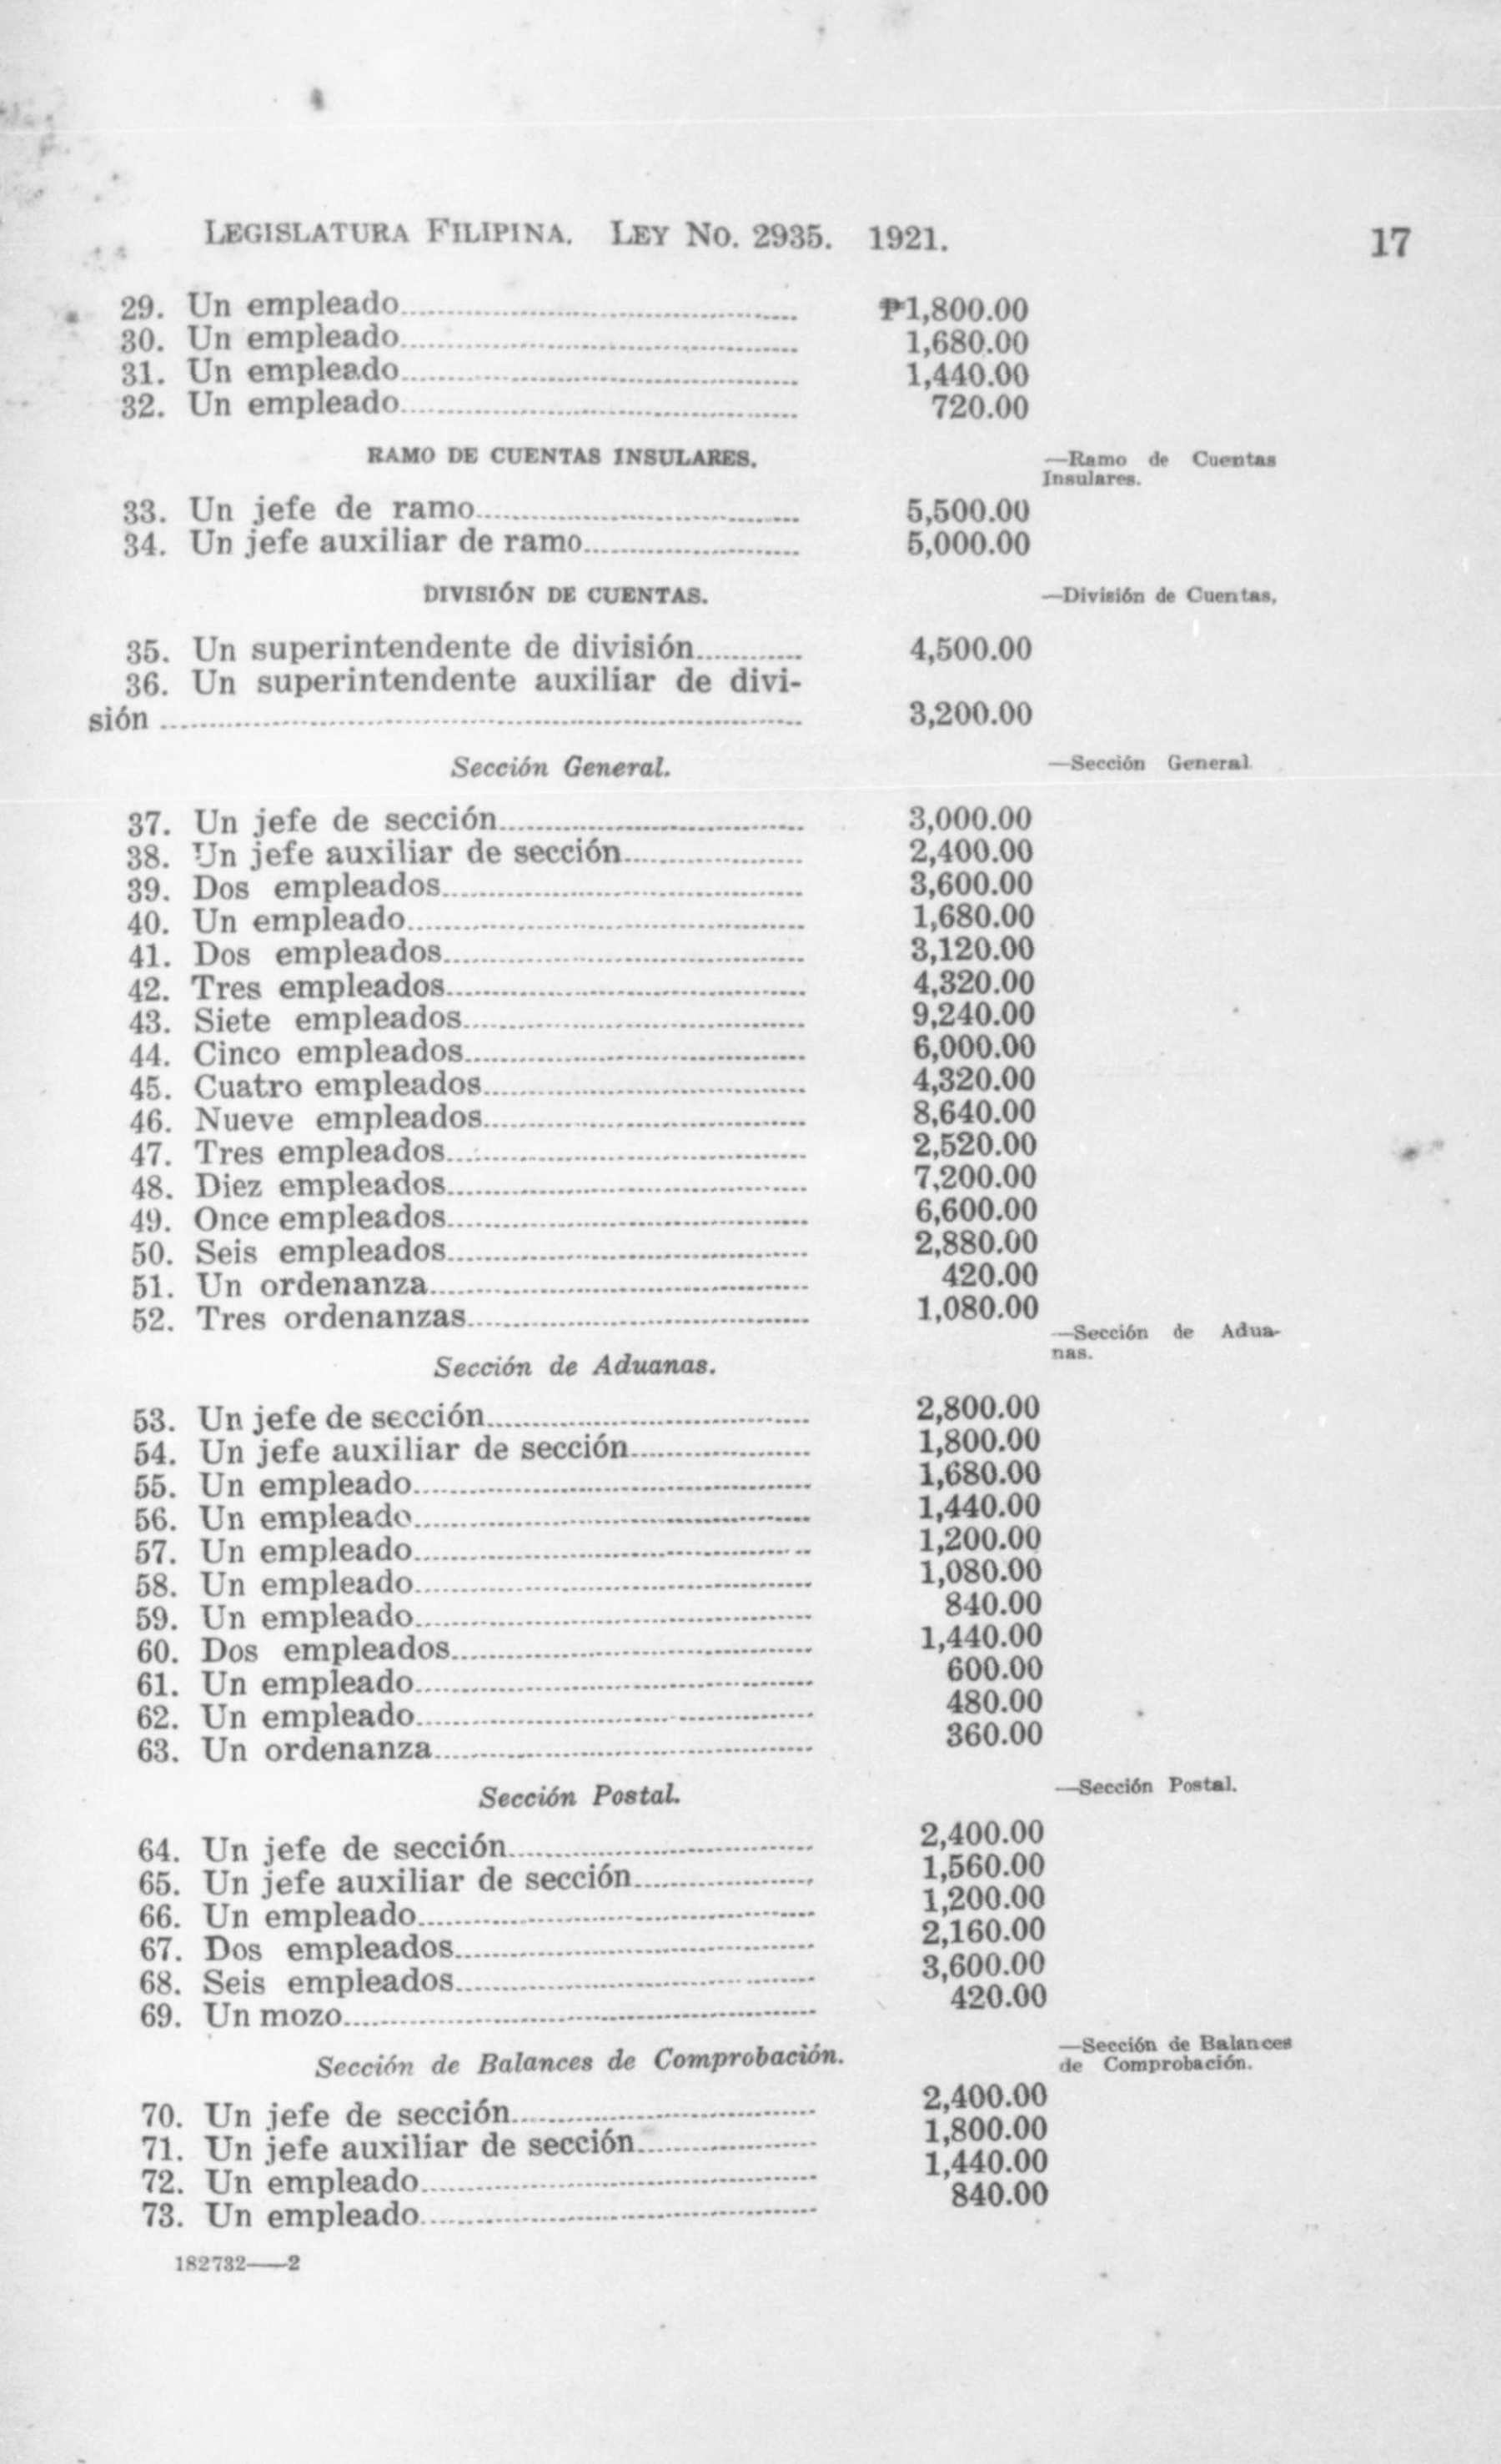 LEGISLATURA FILIPINA. LEY NO. 2935. 1921. 17
29. Un empleado ₱1,800.00
30. Un empleado 1,680.00
31. Un empleado 1,440.00
32. Un empleado 720.00
RAMO DE CUENTAS INSULARES.
—Ramo de Cuentas
Insulares.
33. Un jefe de ramo 5,500.00
34. Un jefe auxiliar de ramo 5,000.00
DIVISIÓN DE CUENTAS.
—División de Cuentas.
35. Un superintendente de división 4,500.00
36. Un superintendente auxiliar de divi-
sión 3,200.00
Sección General.
—Sección General
37. Un jefe de sección 3,000.00
38. Un jefe auxiliar de sección 2,400.00
39. Dos empleados 3,600.00
40. Un empleado 1,680.00
41. Dos empleados 3,120.00
42. Tres empleados 4,320.00
43. Siete empleados 9,240.00
44. Cinco empleados 6,000.00
45. Cuatro empleados 4,320.00
46. Nueve empleados 8,640.00
47. Tres empleados 2,520.00
48. Diez empleados 7,200.00
49. Once empleados 6,600.00
50. Seis empleados 2,880.00
51. Un ordenanza 420.00
52. Tres ordenanzas 1,080.00
Sección de Aduanas.
—Sección de Adua-
nas.
53. Un jefe de sección 2,800.00
54. Un jefe auxiliar de sección 1,800.00
55. Un empleado 1,680.00
56. Un empleado 1,440.00
57. Un empleado 1,200.00
58. Un empleado 1,080.00
59. Un empleado 840.00
60. Dos empleados 1,440.00
61. Un empleado 600.00
62. Un empleado 480.00
63. Un ordenanza 360.00
Sección Postal.
—Sección Postal.
64. Un jefe de sección 2,400.00
65. Un jefe auxiliar de sección 1,560.00
66. Un empleado 1,200.00
67. Dos empleados 2,160.00
68. Seis empleados 3,600.00
69. Un mozo 420.00
Sección de Balances de Comprobación.
—Sección de Balances
de Comprobación.
70. Un jefe de sección 2,400.00
71. Un jefe auxiliar de sección 1,800.00
72. Un empleado 1,440.00
73. Un empleado 840.00
182732——2